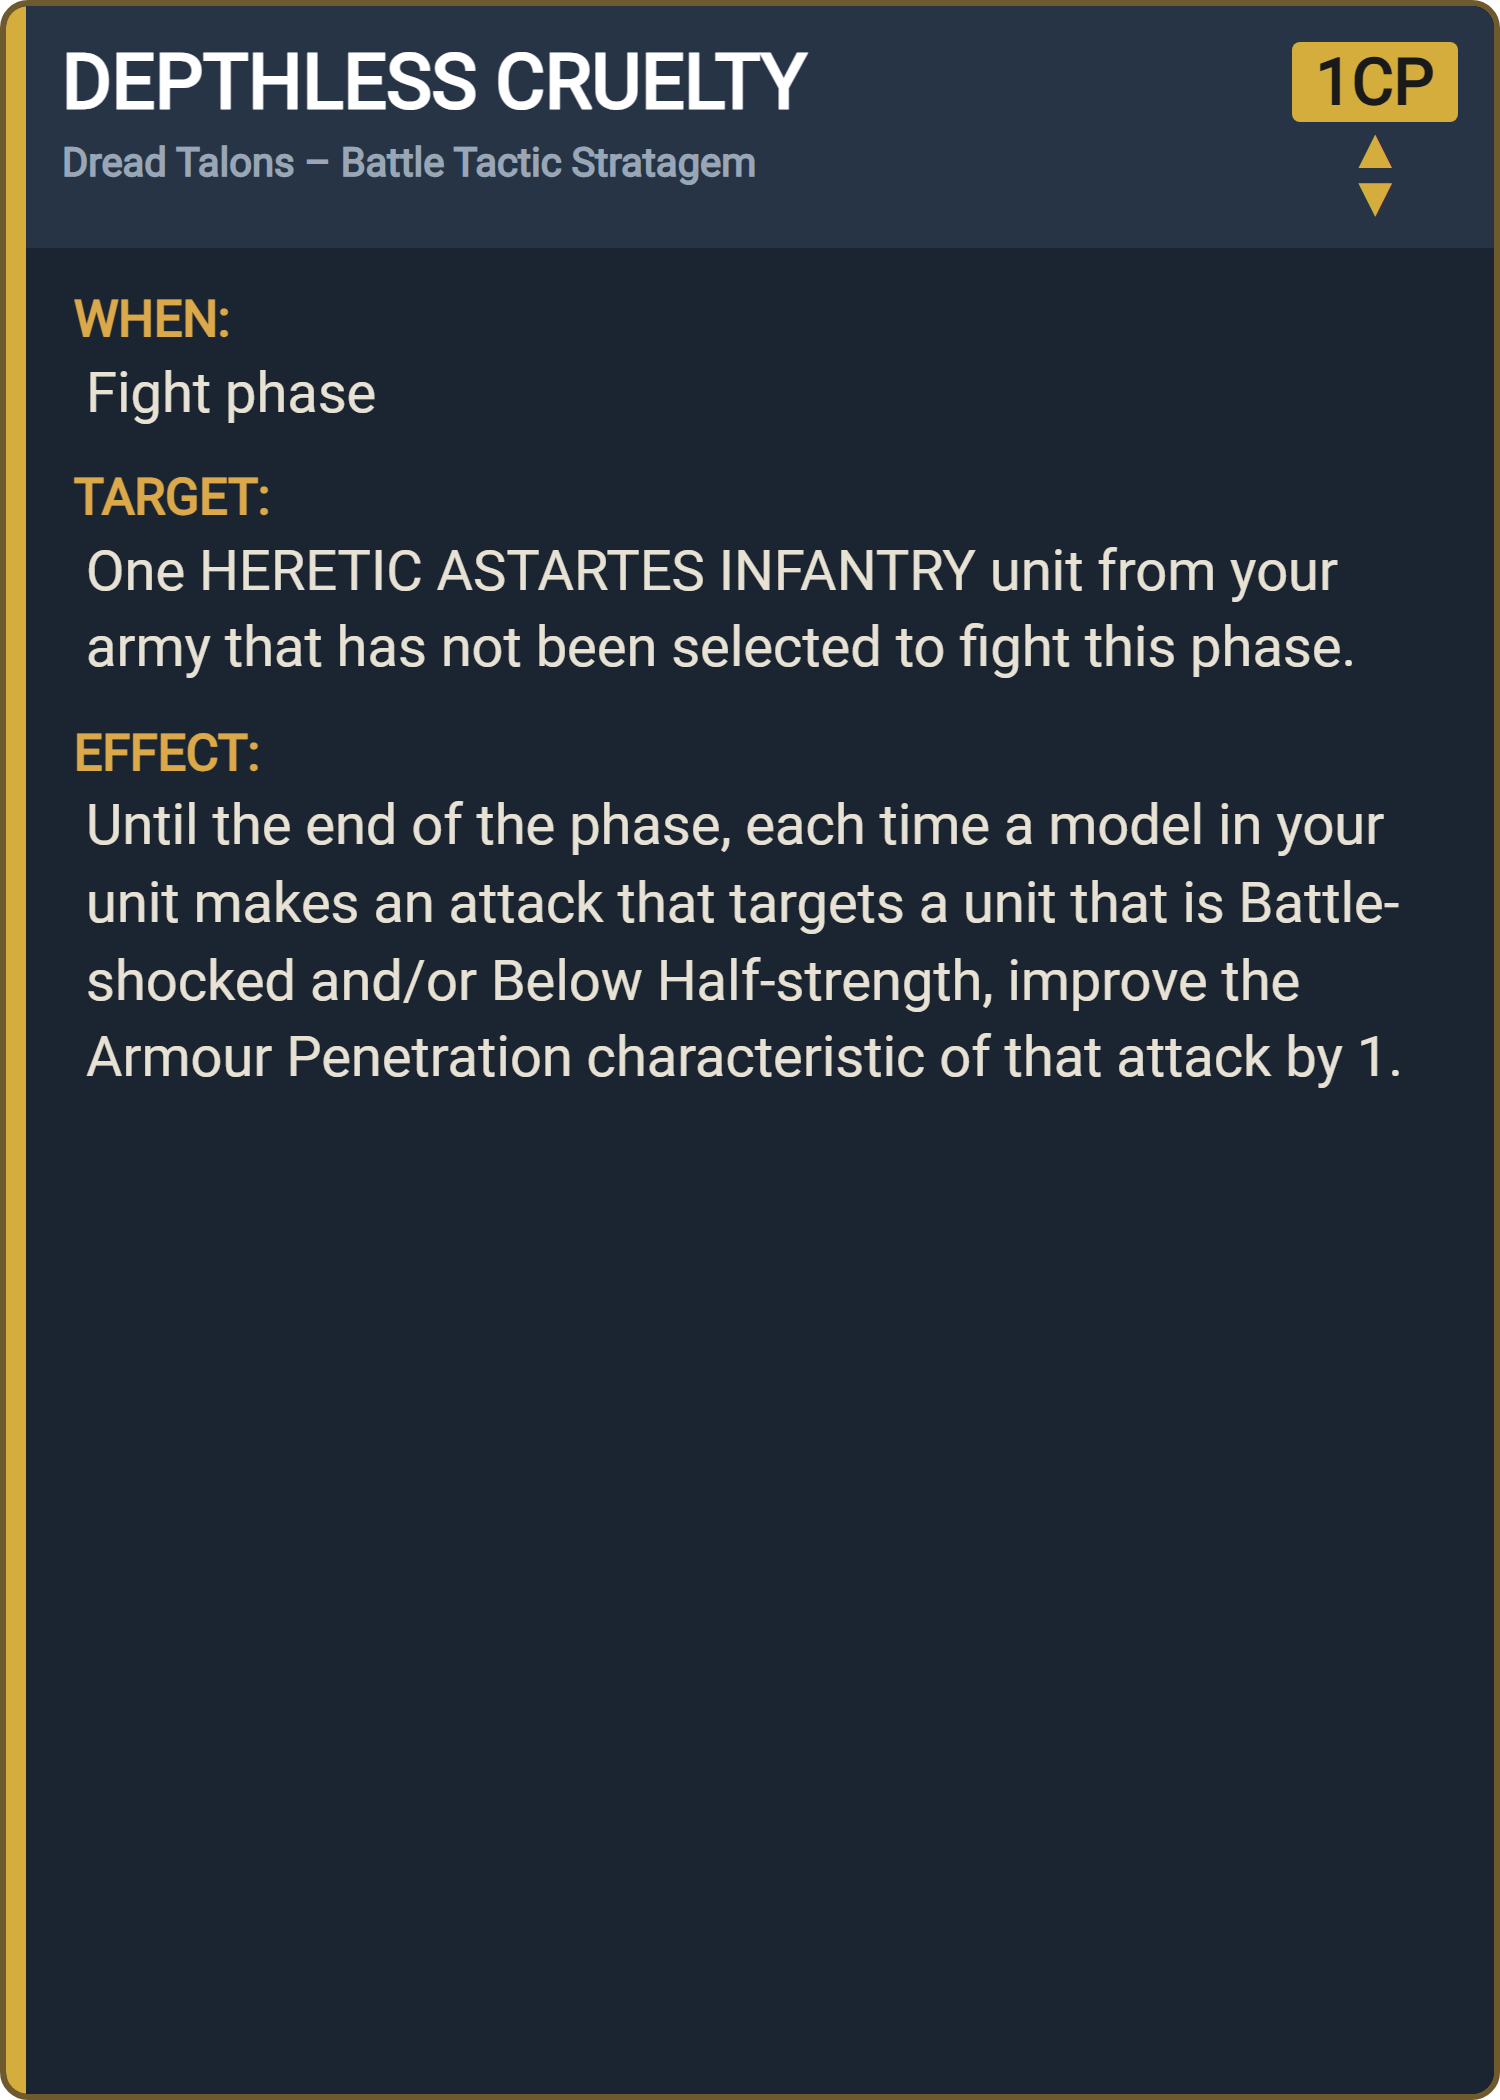 DEPTHLESS CRUELTY
1CP
Dread Talons – Battle Tactic Stratagem
▲
▼
WHEN:
Fight phase
TARGET:
One HERETIC ASTARTES INFANTRY unit from your
army that has not been selected to fight this phase.
EFFECT:
Until the end of the phase, each time a model in your
unit makes an attack that targets a unit that is Battle-
shocked and/or Below Half-strength, improve the
Armour Penetration characteristic of that attack by 1.